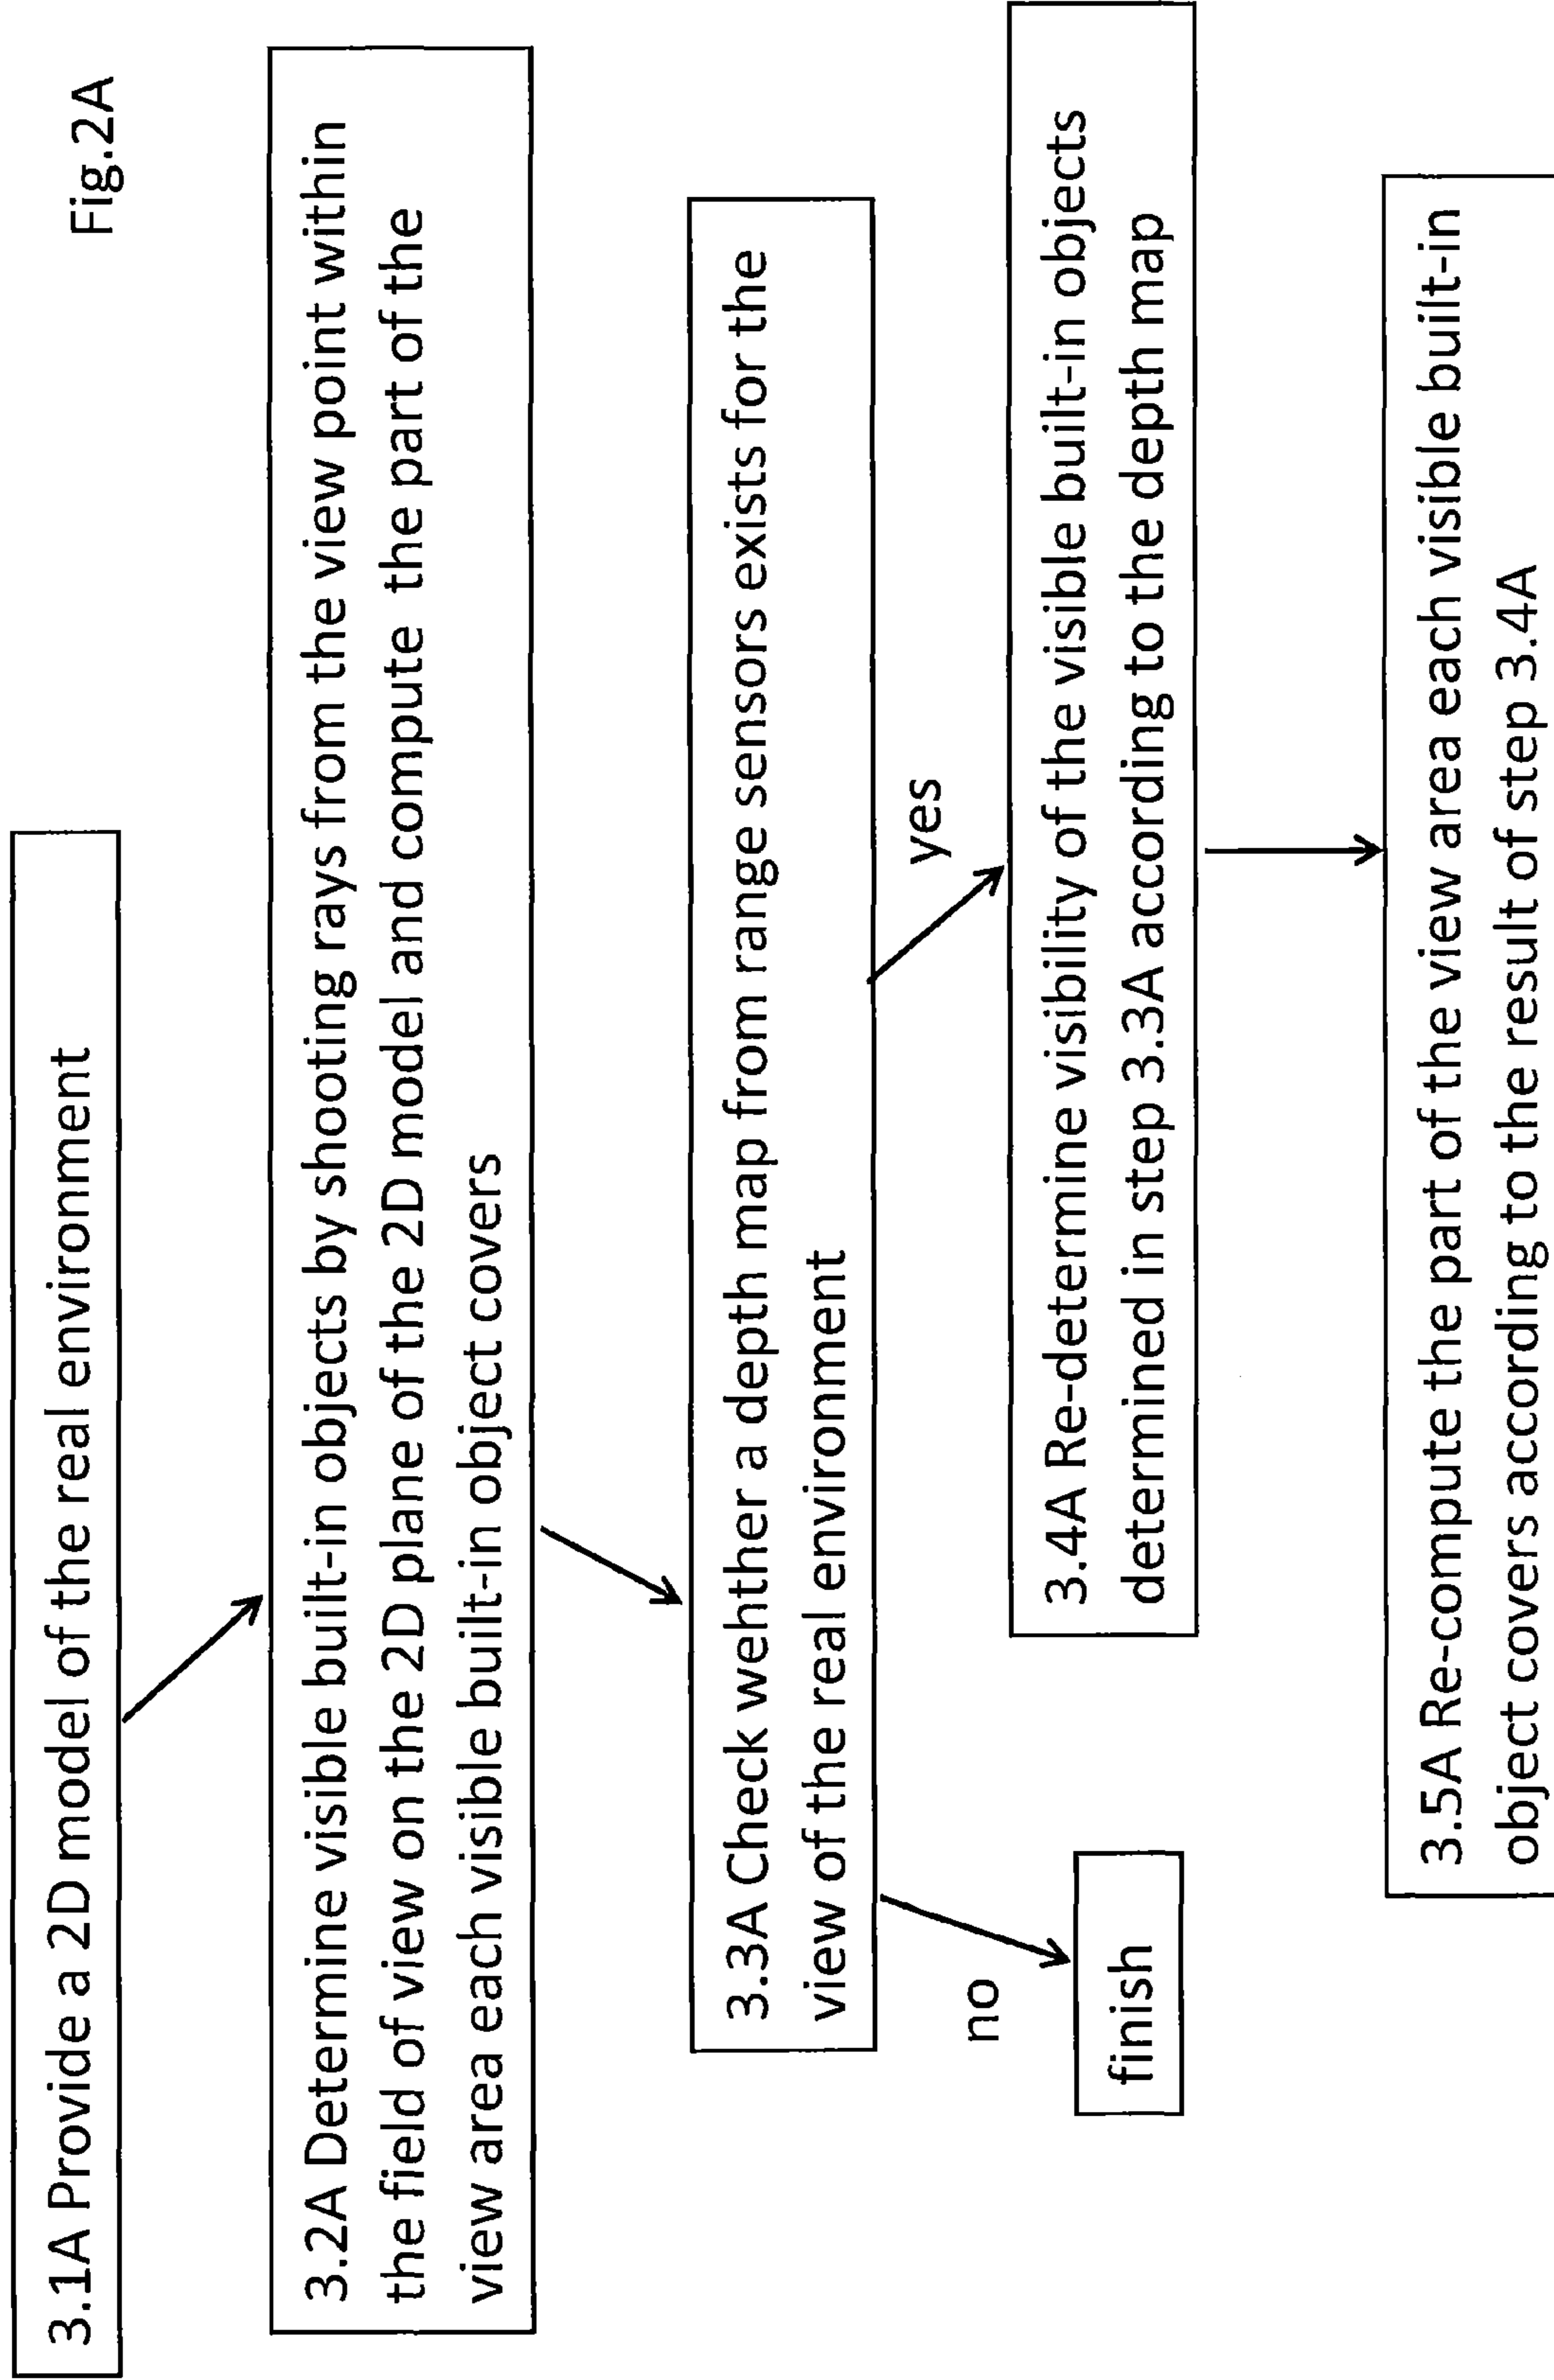 Fig.2A
3.1A Provide a 2D model of the real environment
3.2A Determine visible built-in objects by shooting rays from the view point within
the field of view on the 2D plane of the 2D model and compute the part of the
view area each visible built-in object covers
3.3A Check wehther a depth map from range sensors exists for the
view of the real environment
no
yes
finish
3.4A Re-determine visibility of the visible built-in objects
determined in step 3.3A according to the depth map
3.5A Re-compute the part of the view area each visible built-in
object covers according to the result of step 3.4A